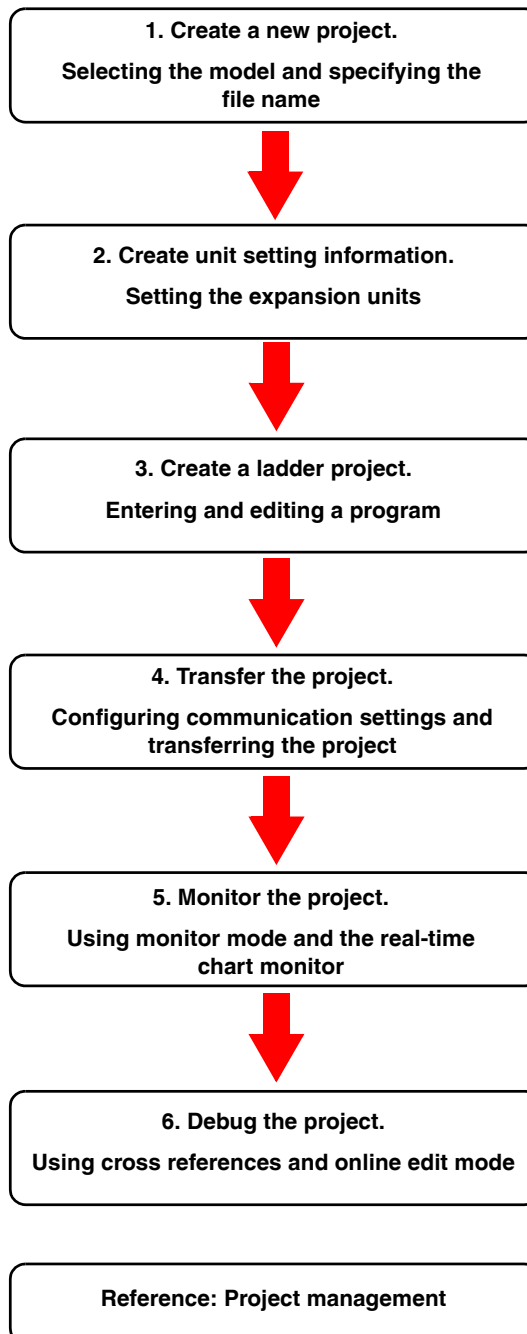 1. Create a new project.
Selecting the model and specifying the
file name
2. Create unit setting information.
Setting the expansion units
3. Create a ladder project.
Entering and editing a program
4. Transfer the project.
Configuring communication settings and
transferring the project
5. Monitor the project.
Using monitor mode and the real-time
chart monitor
6. Debug the project.
Using cross references and online edit mode
Reference: Project management